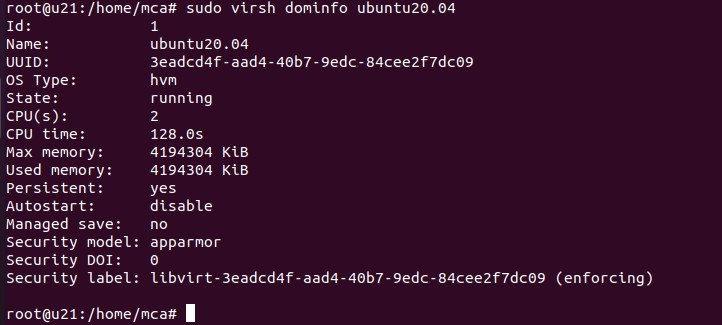 root@u21:/home/mca# sudo virsh dominfo ubuntu20.04
Id:             1
Name:           ubuntu20.04
UUID:           3eadcd4f-aad4-40b7-9edc-84cee2f7dc09
OS Type:        hvm
State:          running
CPU(s):         2
CPU time:       128.0s
Max memory:     4194304 KiB
Used memory:    4194304 KiB
Persistent:     yes
Autostart:      disable
Managed save:   no
Security model: apparmor
Security DOI:   0
Security label: libvirt-3eadcd4f-aad4-40b7-9edc-84cee2f7dc09 (enforcing)
root@u21:/home/mca#